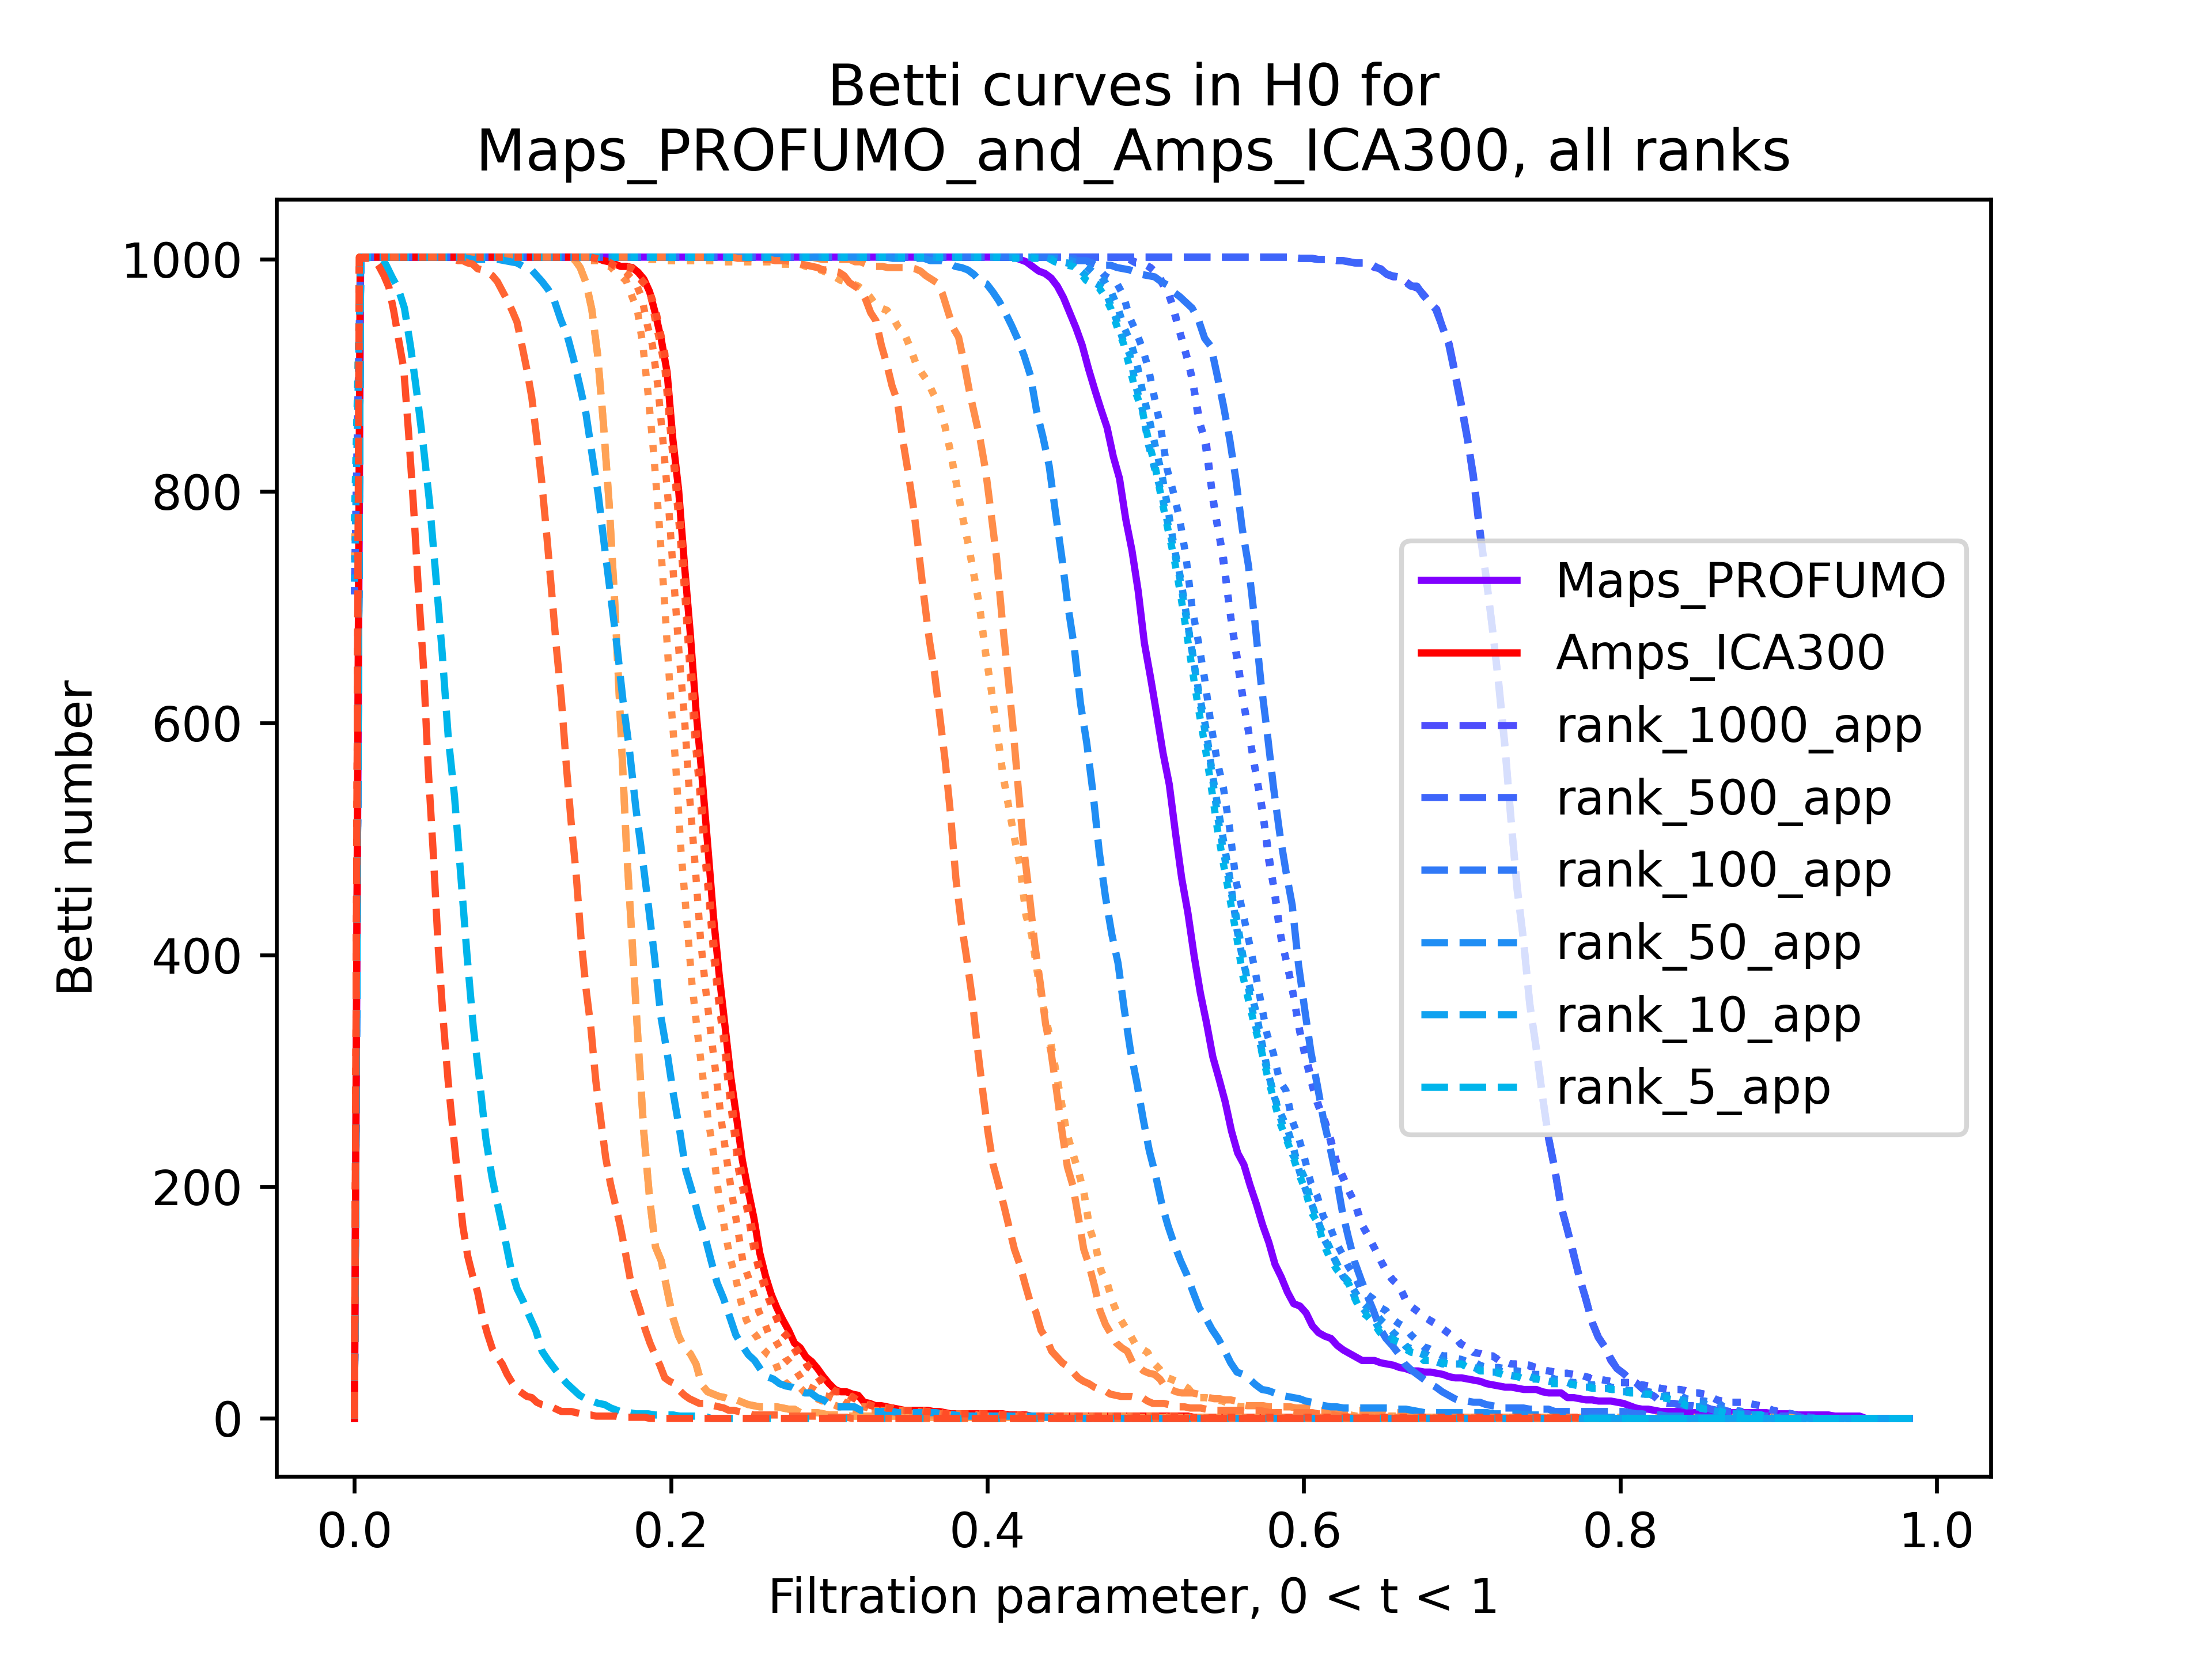 Betti curves in H0 for
Maps_PROFUMO_and_Amps_ICA300, all ranks
Betti number
1000
800
600
400
200
0
Maps_PROFUMO
Amps_ICA300
rank_1000_app
rank_500_app
rank_100_app
rank_50_app
rank_10_app
rank_5_app
0.0 0.2 0.4 0.6 0.8 1.0
Filtration parameter, 0 < t < 1